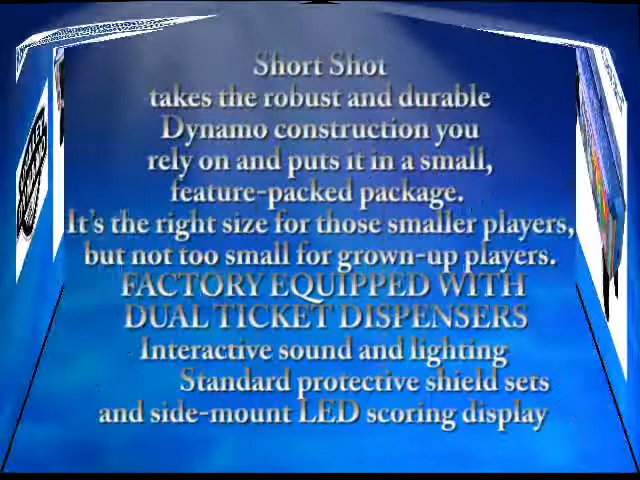 Short Shot
takes the robust and durable
Dynamo construction you
rely on and puts it in a small,
feature-packed package.
It's the right size for those smaller players,
but not too small for grown-up players.
FACTORY EQUIPPED WITH
DUAL TICKET DISPENSERS
Interactive sound and lighting
Standard protective shield sets
and side-mount LED scoring display